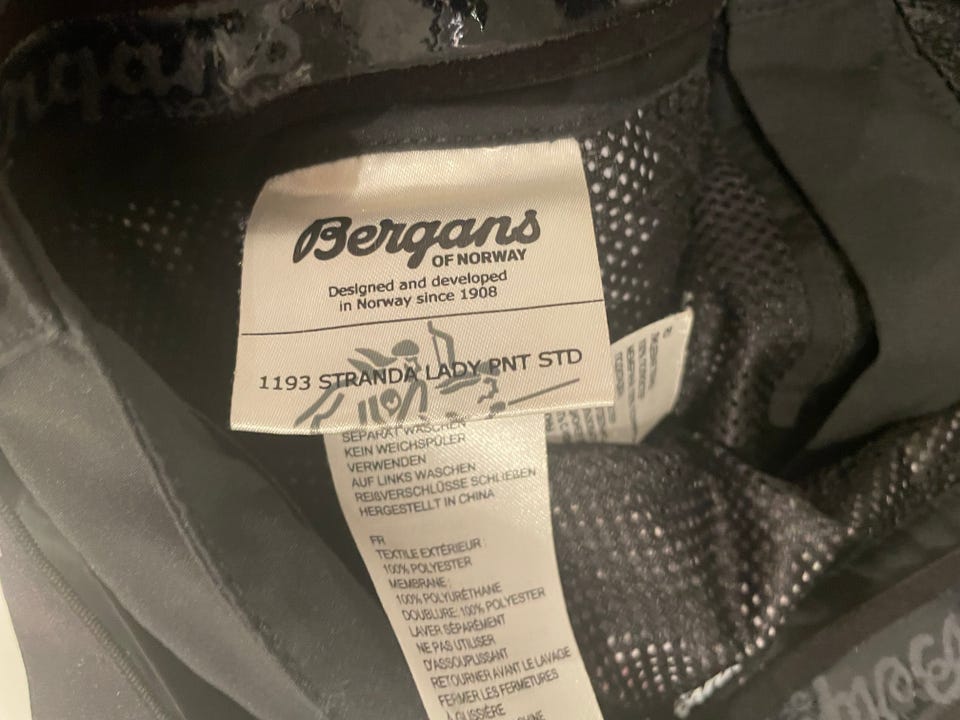 Bergans
OF NORWAY
Designed and developed
in Norway since 1908
1193 STRANDA LADY PNT STD
SEPARAT WASCHEN
KEIN WEICHSPÜLER
VERWENDEN
AUF LINKS WASCHEN
REIßVERSCHLÜSSE SCHLIEßEN
HERGESTELLT IN CHINA
FR
TEXTILE EXTÉRIEUR :
100% POLYESTER
MEMBRANE:
100% POLYURÉTHANE
DOUBLURE: 100% POLYESTER
LAVER SÉPARÉMENT
NE PAS UTILISER
D'ASSOUPLISSANT
RETOURNER AVANT LE LAVAGE
FERMER LES FERMETURES
À GLISSIÈRE